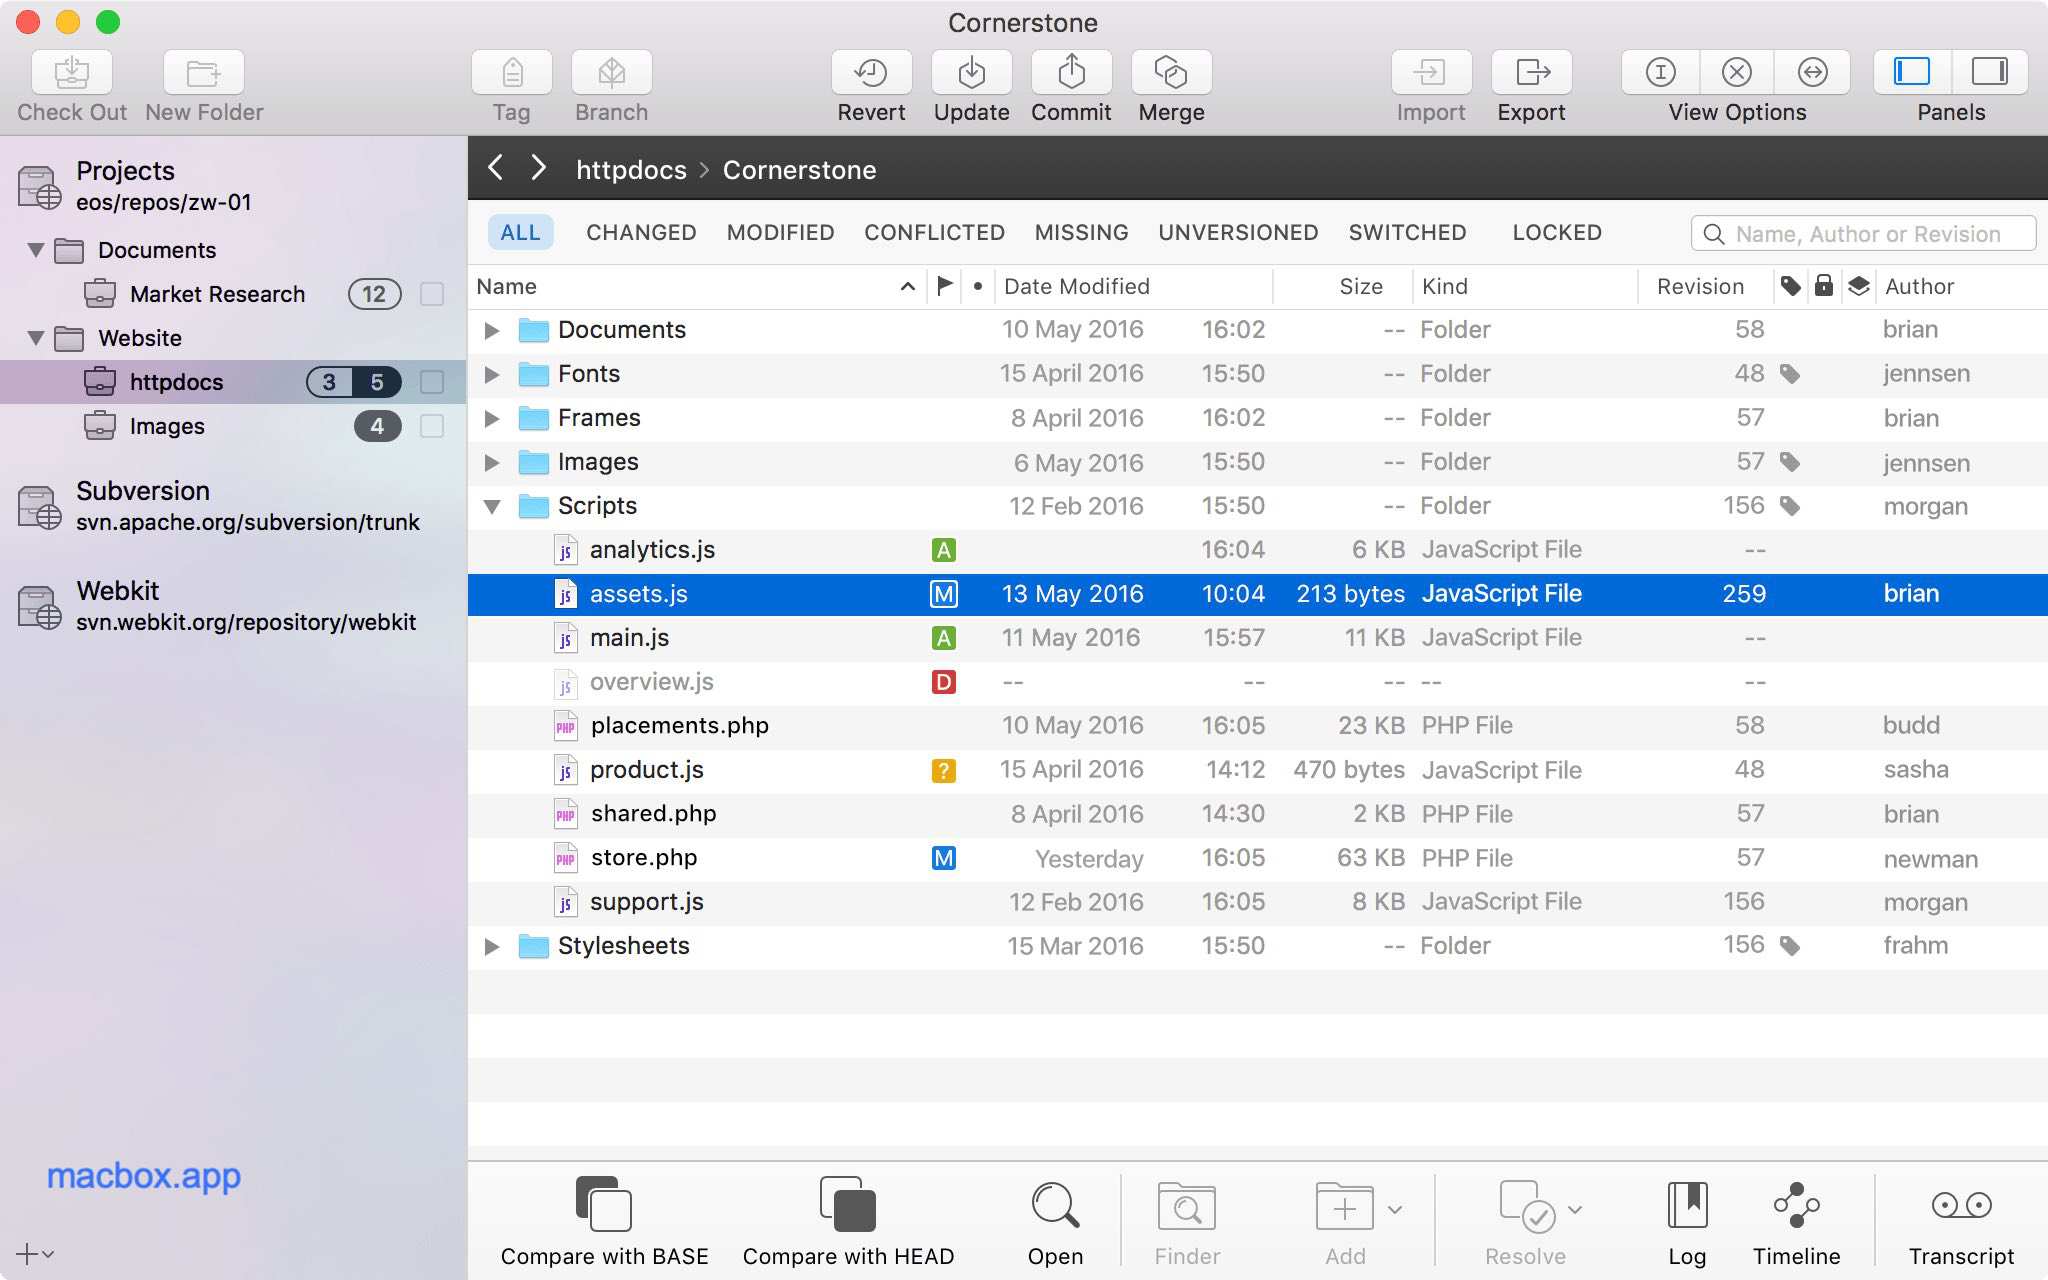 Cornerstone
Check Out New Folder Tag Branch Revert Update Commit Merge Import Export View Options Panels
Projects
eos/repos/zw-01
Documents
Market Research 12
Website
httpdocs 3 5
Images 4
Subversion
svn.apache.org/subversion/trunk
Webkit
svn.webkit.org/repository/webkit
macbox.app
httpdocs > Cornerstone
ALL CHANGED MODIFIED CONFLICTED MISSING UNVERSIONED SWITCHED LOCKED Name, Author or Revision
Name Date Modified Size Kind Revision Author
Documents 10 May 2016 16:02 -- Folder 58 brian
Fonts 15 April 2016 15:50 -- Folder 48 jennsen
Frames 8 April 2016 16:02 -- Folder 57 brian
Images 6 May 2016 15:50 -- Folder 57 jennsen
Scripts 12 Feb 2016 15:50 -- Folder 156 morgan
JS analytics.js A 16:04 6 KB JavaScript File --
JS assets.js M 13 May 2016 10:04 213 bytes JavaScript File 259 brian
JS main.js A 11 May 2016 15:57 11 KB JavaScript File --
JS overview.js D -- -- -- -- --
PHP placements.php 10 May 2016 16:05 23 KB PHP File 58 budd
JS product.js ? 15 April 2016 14:12 470 bytes JavaScript File 48 sasha
PHP shared.php 8 April 2016 14:30 2 KB PHP File 57 brian
PHP store.php M Yesterday 16:05 63 KB PHP File 57 newman
JS support.js 12 Feb 2016 16:05 8 KB JavaScript File 156 morgan
Stylesheets 15 Mar 2016 15:50 -- Folder 156 frahm
Compare with BASE Compare with HEAD Open Finder Add Resolve Log Timeline Transcript